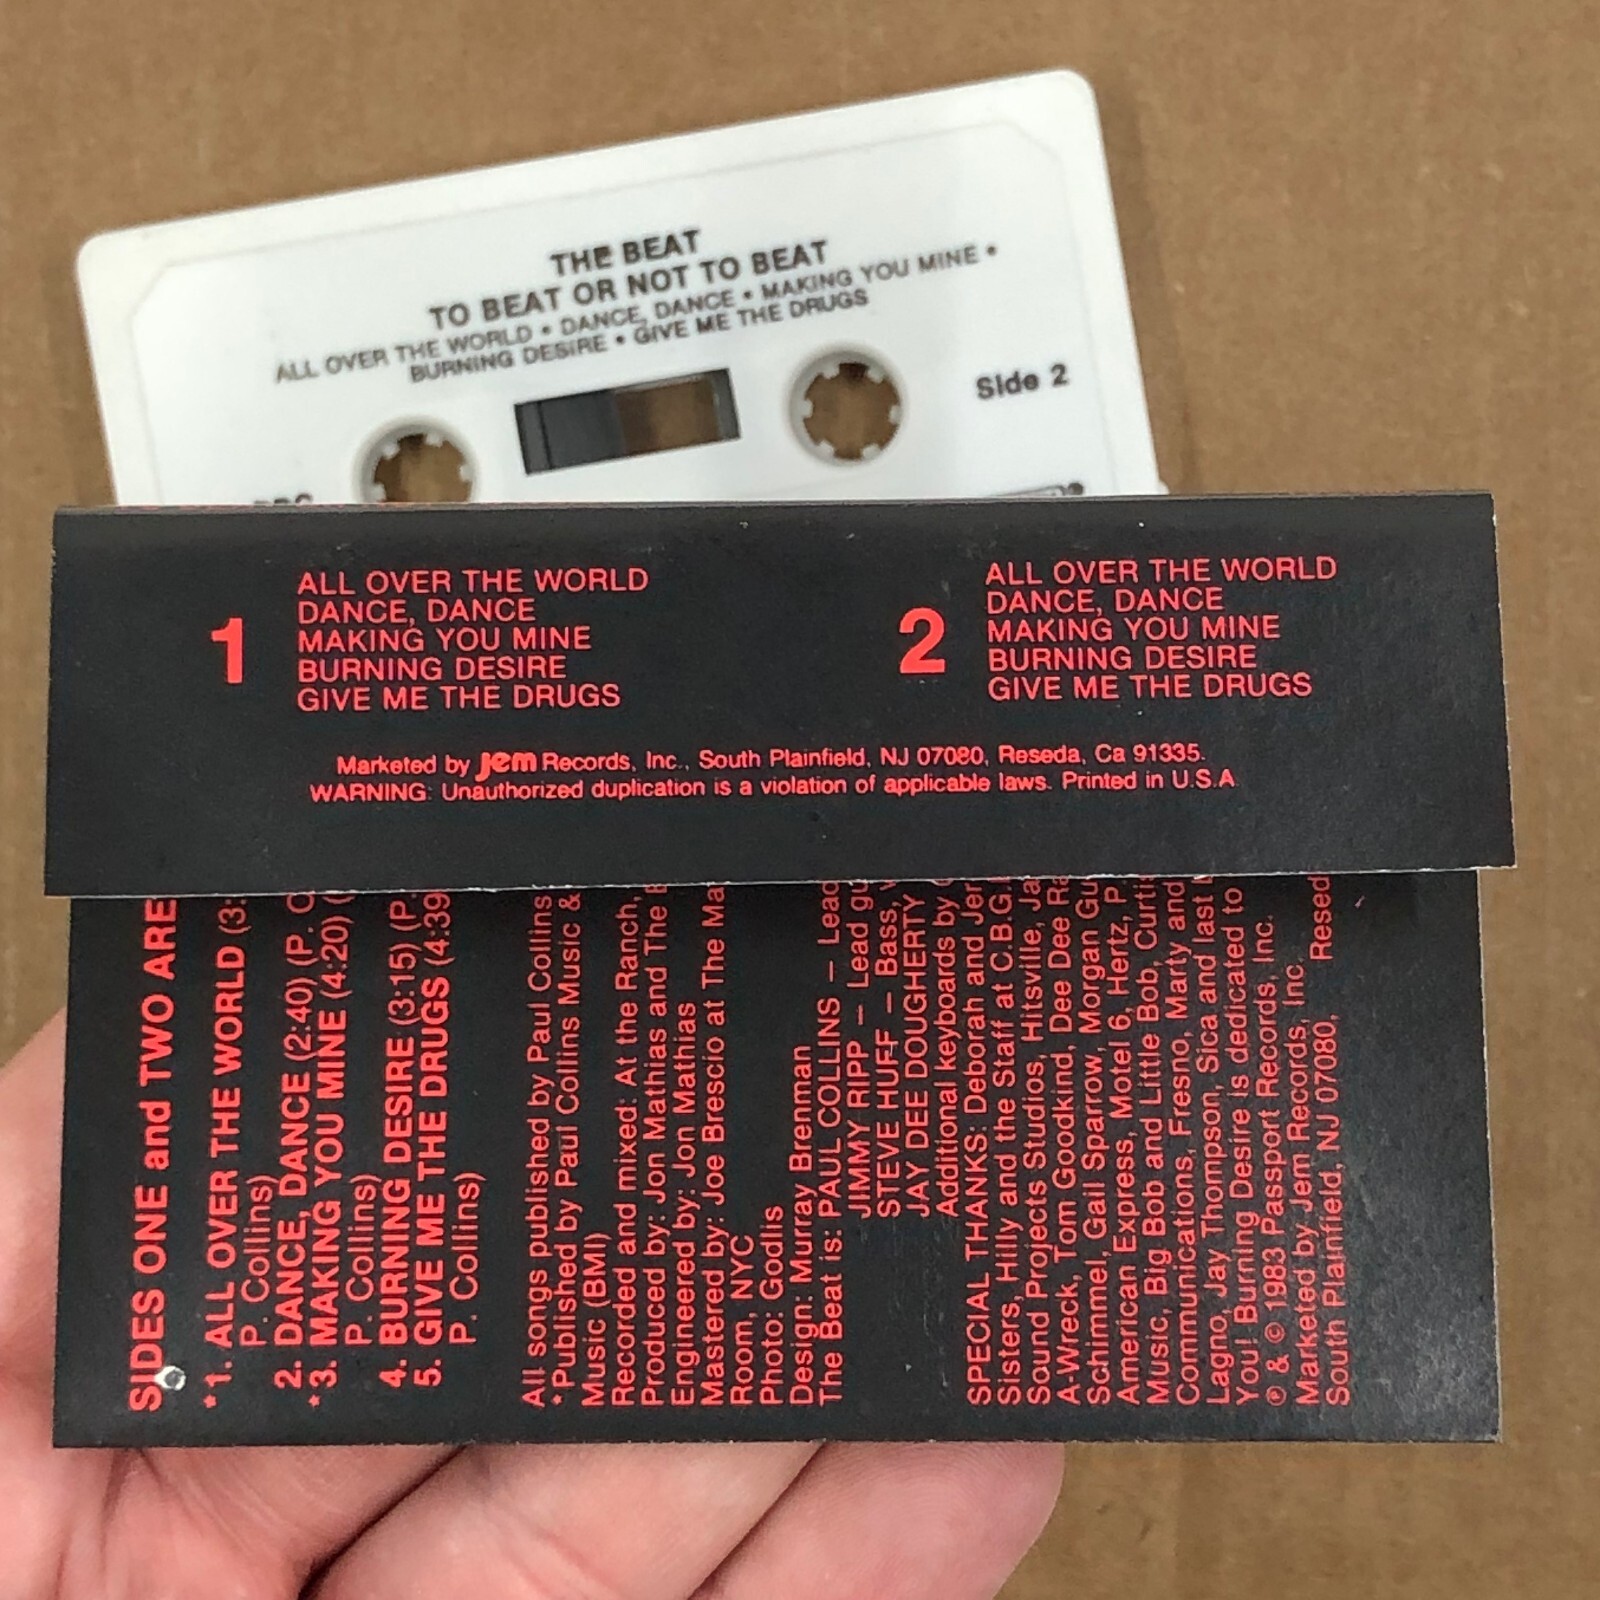 THE BEAT
TO BEAT OR NOT TO BEAT
ALL OVER THE WORLD • DANCE, DANCE • MAKING YOU MINE •
BURNING DESIRE • GIVE ME THE DRUGS
Side 2
1
ALL OVER THE WORLD
DANCE, DANCE
MAKING YOU MINE
BURNING DESIRE
GIVE ME THE DRUGS
2
ALL OVER THE WORLD
DANCE, DANCE
MAKING YOU MINE
BURNING DESIRE
GIVE ME THE DRUGS
Marketed by Jem Records, Inc., South Plainfield, NJ 07080, Reseda, Ca 91335.
WARNING: Unauthorized duplication is a violation of applicable laws. Printed in U.S.A.
SIDES ONE and TWO ARE
*1. ALL OVER THE WORLD (3:
P. Collins)
2. DANCE, DANCE (2:40) (P. C
*3. MAKING YOU MINE (4:20) (
P. Collins)
4. BURNING DESIRE (3:15) (P.
5. GIVE ME THE DRUGS (4:39
P. Collins)
All songs published by Paul Collins
*Published by Paul Collins Music &
Music (BMI)
Recorded and mixed: At the Ranch,
Produced by: Jon Mathias and The
Engineered by: Jon Mathias
Mastered by: Joe Brescio at The Ma
Room, NYC
Photo: Godlis
Design: Murray Brenman
The Beat is: PAUL COLLINS – Lead
JIMMY RIPP – Lead gu
STEVE HUFF – Bass,
JAY DEE DOUGHERTY
Additional keyboards by
SPECIAL THANKS: Deborah and Jer
Sisters, Hilly and the Staff at C.B.G.
Sound Projects Studios, Hitsville, Ja
A-Wreck, Tom Goodkind, Dee Dee Ra
Schimmel, Gail Sparrow, Morgan Gu
American Express, Motel 6, Hertz, P.
Music, Big Bob and Little Bob, Curti
Communications, Fresno, Marty and
Lagno, Jay Thompson, Sica and last
You! Burning Desire is dedicated to
℗ & © 1983 Passport Records, Inc.
Marketed by Jem Records, Inc.
South Plainfield, NJ 07080, Resed